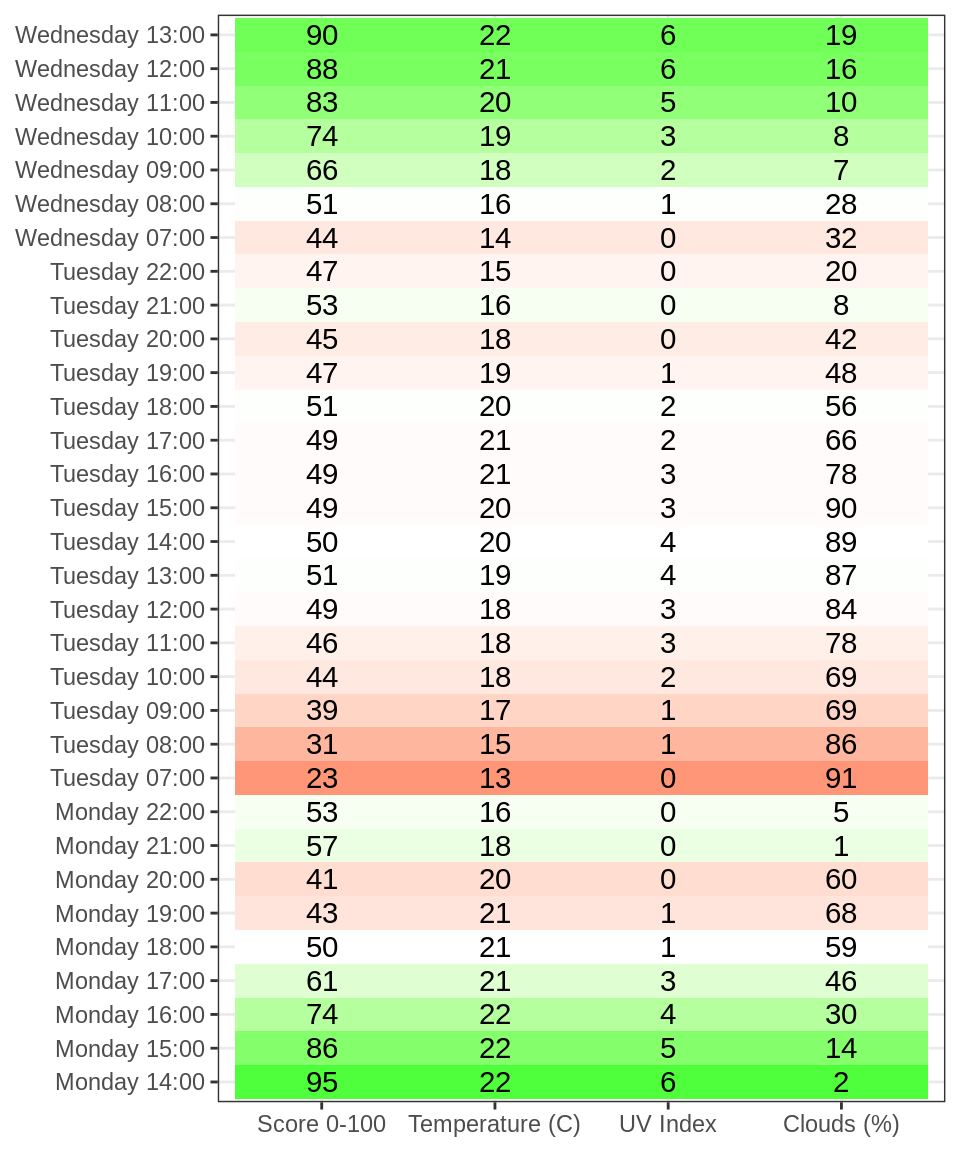 Wednesday 13:00 90 22 6 19
Wednesday 12:00 88 21 6 16
Wednesday 11:00 83 20 5 10
Wednesday 10:00 74 19 3 8
Wednesday 09:00 66 18 2 7
Wednesday 08:00 51 16 1 28
Wednesday 07:00 44 14 0 32
Tuesday 22:00 47 15 0 20
Tuesday 21:00 53 16 0 8
Tuesday 20:00 45 18 0 42
Tuesday 19:00 47 19 1 48
Tuesday 18:00 51 20 2 56
Tuesday 17:00 49 21 2 66
Tuesday 16:00 49 21 3 78
Tuesday 15:00 49 20 3 90
Tuesday 14:00 50 20 4 89
Tuesday 13:00 51 19 4 87
Tuesday 12:00 49 18 3 84
Tuesday 11:00 46 18 3 78
Tuesday 10:00 44 18 2 69
Tuesday 09:00 39 17 1 69
Tuesday 08:00 31 15 1 86
Tuesday 07:00 23 13 0 91
Monday 22:00 53 16 0 5
Monday 21:00 57 18 0 1
Monday 20:00 41 20 0 60
Monday 19:00 43 21 1 68
Monday 18:00 50 21 1 59
Monday 17:00 61 21 3 46
Monday 16:00 74 22 4 30
Monday 15:00 86 22 5 14
Monday 14:00 95 22 6 2
Score 0-100 Temperature (C) UV Index Clouds (%)